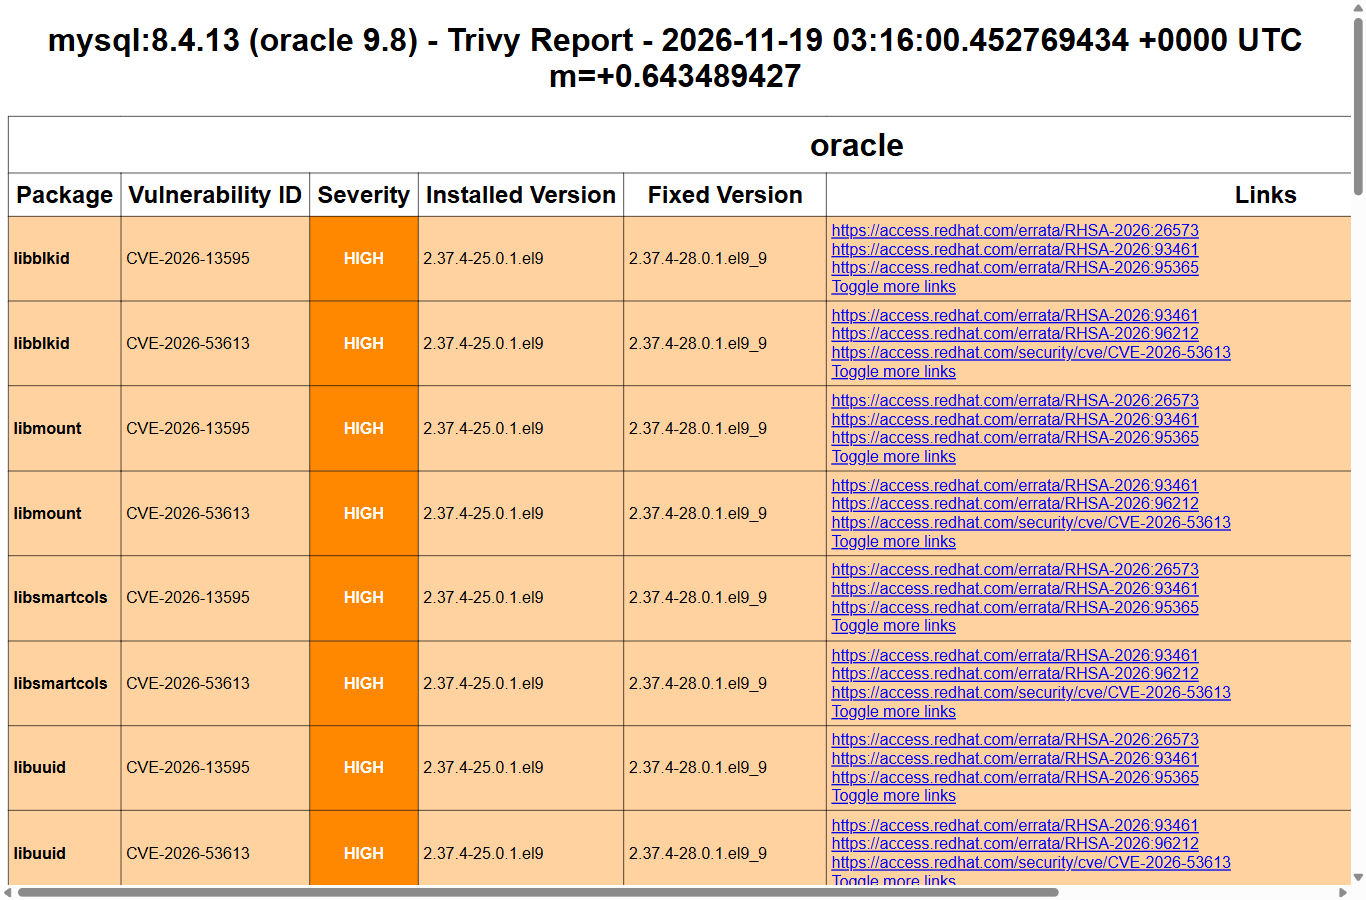 mysql:8.4.13 (oracle 9.8) - Trivy Report - 2026-11-19 03:16:00.452769434 +0000 UTC
m=+0.643489427
oracle
Package Vulnerability ID Severity Installed Version Fixed Version Links
libblkid CVE-2026-13595 HIGH 2.37.4-25.0.1.el9 2.37.4-28.0.1.el9_9
https://access.redhat.com/errata/RHSA-2026:26573
https://access.redhat.com/errata/RHSA-2026:93461
https://access.redhat.com/errata/RHSA-2026:95365
Toggle more links
libblkid CVE-2026-53613 HIGH 2.37.4-25.0.1.el9 2.37.4-28.0.1.el9_9
https://access.redhat.com/errata/RHSA-2026:93461
https://access.redhat.com/errata/RHSA-2026:96212
https://access.redhat.com/security/cve/CVE-2026-53613
Toggle more links
libmount CVE-2026-13595 HIGH 2.37.4-25.0.1.el9 2.37.4-28.0.1.el9_9
https://access.redhat.com/errata/RHSA-2026:26573
https://access.redhat.com/errata/RHSA-2026:93461
https://access.redhat.com/errata/RHSA-2026:95365
Toggle more links
libmount CVE-2026-53613 HIGH 2.37.4-25.0.1.el9 2.37.4-28.0.1.el9_9
https://access.redhat.com/errata/RHSA-2026:93461
https://access.redhat.com/errata/RHSA-2026:96212
https://access.redhat.com/security/cve/CVE-2026-53613
Toggle more links
libsmartcols CVE-2026-13595 HIGH 2.37.4-25.0.1.el9 2.37.4-28.0.1.el9_9
https://access.redhat.com/errata/RHSA-2026:26573
https://access.redhat.com/errata/RHSA-2026:93461
https://access.redhat.com/errata/RHSA-2026:95365
Toggle more links
libsmartcols CVE-2026-53613 HIGH 2.37.4-25.0.1.el9 2.37.4-28.0.1.el9_9
https://access.redhat.com/errata/RHSA-2026:93461
https://access.redhat.com/errata/RHSA-2026:96212
https://access.redhat.com/security/cve/CVE-2026-53613
Toggle more links
libuuid CVE-2026-13595 HIGH 2.37.4-25.0.1.el9 2.37.4-28.0.1.el9_9
https://access.redhat.com/errata/RHSA-2026:26573
https://access.redhat.com/errata/RHSA-2026:93461
https://access.redhat.com/errata/RHSA-2026:95365
Toggle more links
libuuid CVE-2026-53613 HIGH 2.37.4-25.0.1.el9 2.37.4-28.0.1.el9_9
https://access.redhat.com/errata/RHSA-2026:93461
https://access.redhat.com/errata/RHSA-2026:96212
https://access.redhat.com/security/cve/CVE-2026-53613
Toggle more links